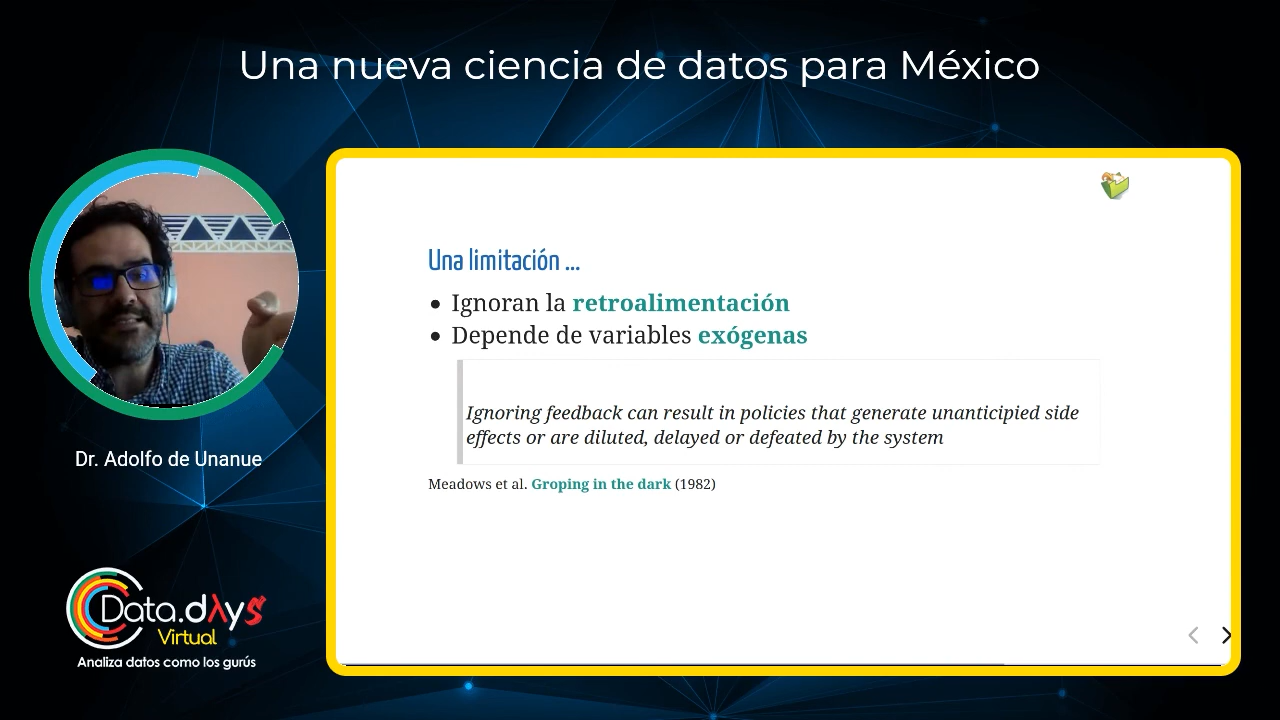 Una nueva ciencia de datos para México
Una limitación ...
Ignoran la retroalimentación
Depende de variables exógenas
Ignoring feedback can result in policies that generate unanticipied side
effects or are diluted, delayed or defeated by the system
Meadows et al. Groping in the dark (1982)
Dr. Adolfo de Unanue
Data.dλys
Virtual
Analiza datos como los gurús